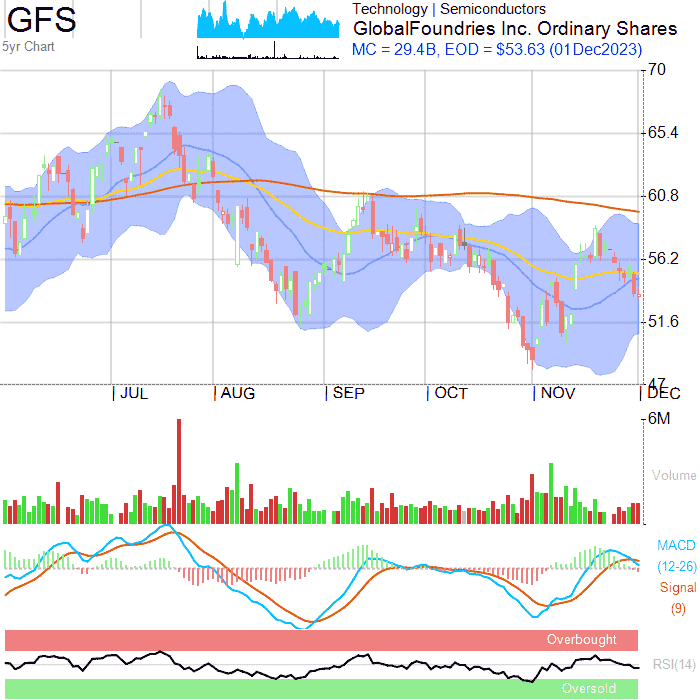 GFS
5yr Chart
Technology | Semiconductors
GlobalFoundries Inc. Ordinary Shares
MC = 29.4B, EOD = $53.63 (01Dec2023)
70
65.4
60.8
56.2
51.6
47
JUL AUG SEP OCT NOV DEC
6M
Volume
MACD
(12-26)
Signal
(9)
Overbought
RSI(14)
Oversold